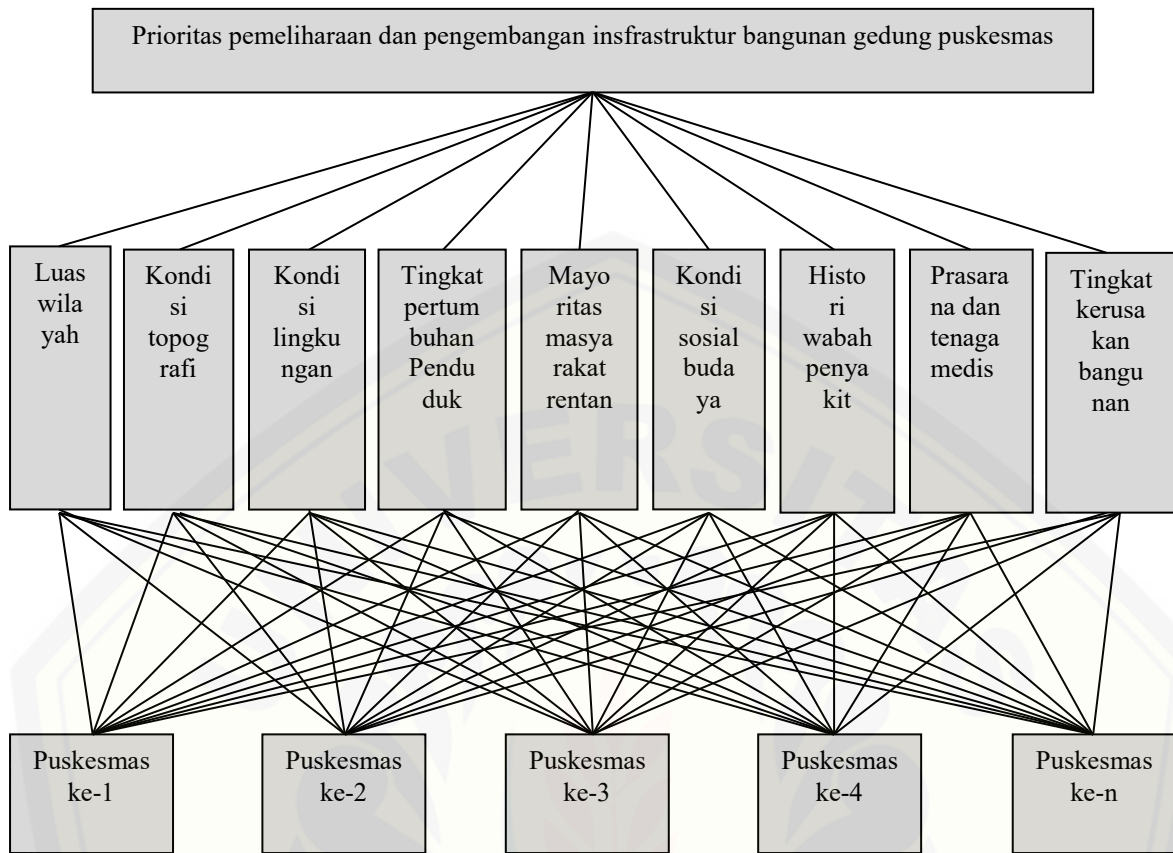 Prioritas pemeliharaan dan pengembangan insfrastruktur bangunan gedung puskesmas
Luas
wila
yah
Kondi
si
topog
rafi
Kondi
si
lingku
ngan
Tingkat
pertum
buhan
Pendu
duk
Mayo
ritas
masya
rakat
rentan
Kondi
si
sosial
buda
ya
Histo
ri
wabah
penya
kit
Prasara
na dan
tenaga
medis
Tingkat
kerusa
kan
bangu
nan
UNIVERSITAS
Puskesmas
ke-1
Puskesmas
ke-2
Puskesmas
ke-3
Puskesmas
ke-4
Puskesmas
ke-n